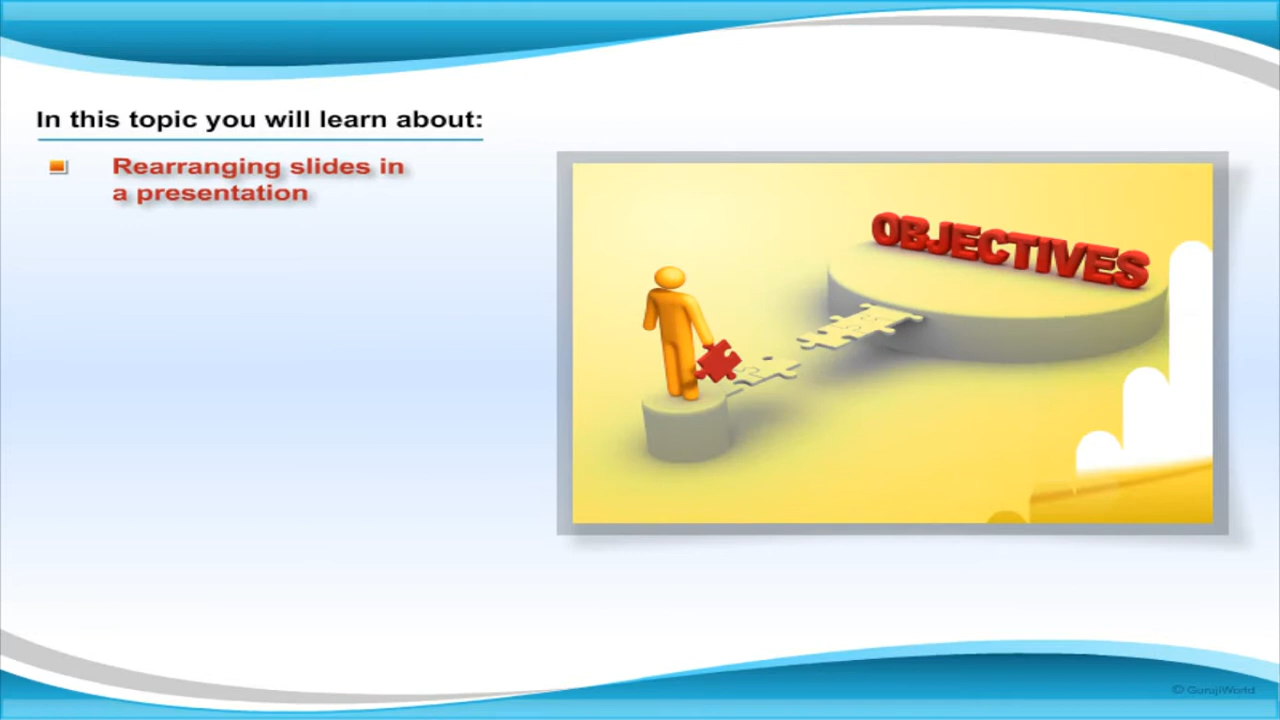 In this topic you will learn about:
Rearranging slides in
a presentation
OBJECTIVES
© GurujiWorld